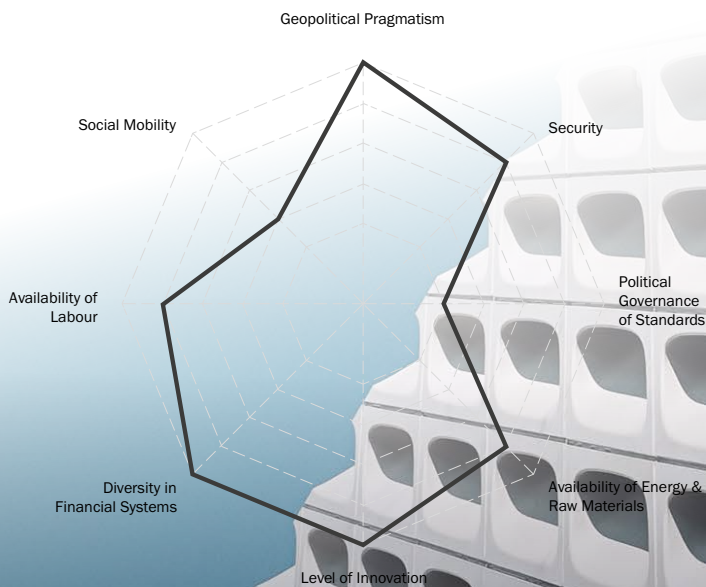 Geopolitical Pragmatism
Social Mobility
Security
Availability of
Labour
Political
Governance
of Standards
Diversity in
Financial Systems
Availability of Energy &
Raw Materials
Level of Innovation